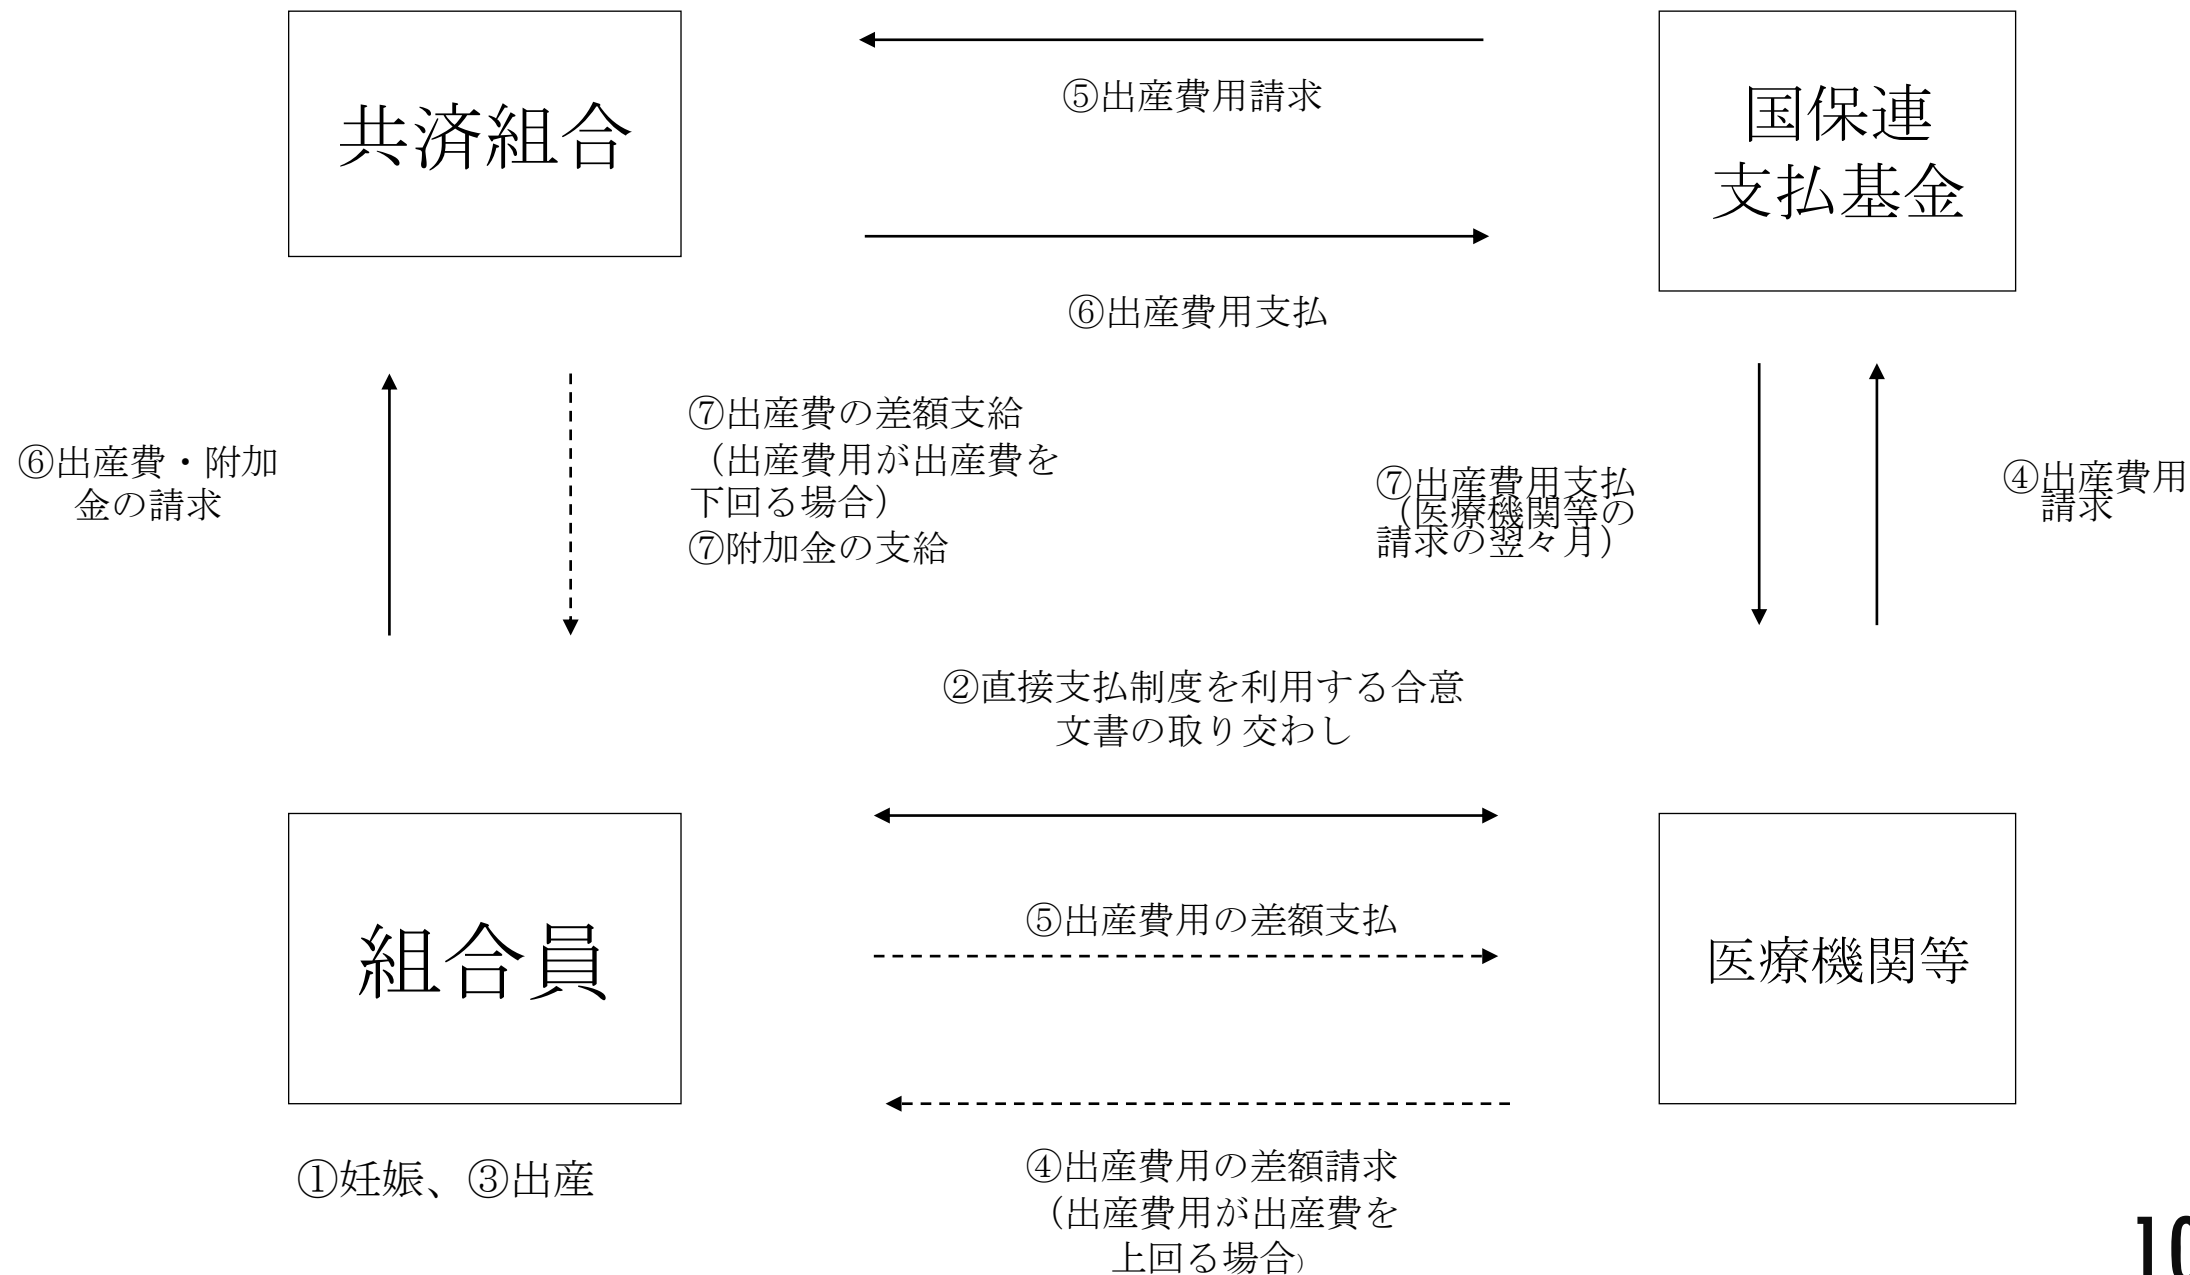 共済組合
⑤出産費用請求
国保連
支払基金
⑥出産費用支払
⑥出産費・附加
金の請求
⑦出産費の差額支給
（出産費用が出産費を
下回る場合）
⑦附加金の支給
⑦出産費用支払
（医療機関等の
請求の翌々月）
④出産費用
請求
②直接支払制度を利用する合意
文書の取り交わし
組合員
⑤出産費用の差額支払
医療機関等
①妊娠、③出産
④出産費用の差額請求
（出産費用が出産費を
上回る場合）
10